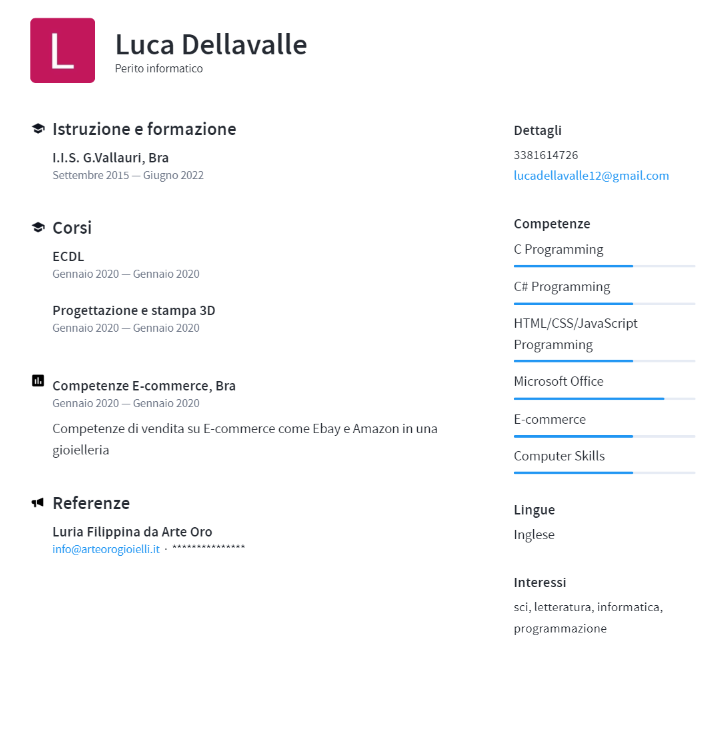 L
Luca Dellavalle
Perito informatico
Istruzione e formazione
I.I.S. G.Vallauri, Bra
Settembre 2015 — Giugno 2022
Corsi
ECDL
Gennaio 2020 — Gennaio 2020
Progettazione e stampa 3D
Gennaio 2020 — Gennaio 2020
Competenze E-commerce, Bra
Gennaio 2020 — Gennaio 2020
Competenze di vendita su E-commerce come Ebay e Amazon in una
gioielleria
Referenze
Luria Filippina da Arte Oro
info@arteorogioielli.it · ***************
Dettagli
3381614726
lucadellavalle12@gmail.com
Competenze
C Programming
C# Programming
HTML/CSS/JavaScript
Programming
Microsoft Office
E-commerce
Computer Skills
Lingue
Inglese
Interessi
sci, letteratura, informatica,
programmazione